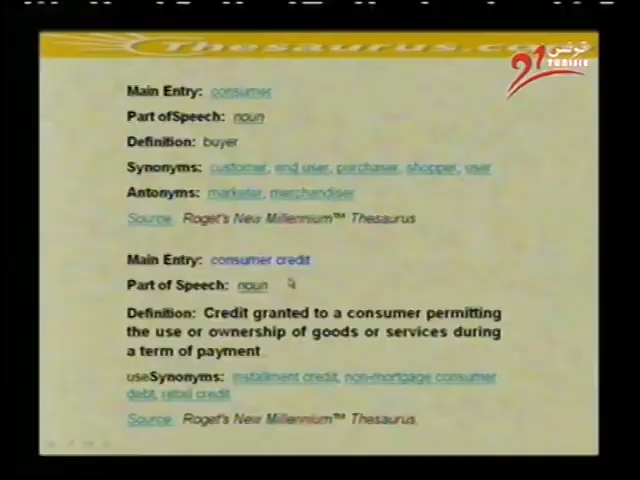 Thesaurus.co
21 تونس
TUNISIE
Main Entry: consumer
Part ofSpeech: noun
Definition: buyer
Synonyms: customer, end user, purchaser, shopper, user
Antonyms: marketer, merchandiser
Source: Roget's New Millennium™ Thesaurus
Main Entry: consumer credit
Part of Speech: noun
Definition: Credit granted to a consumer permitting
the use or ownership of goods or services during
a term of payment
useSynonyms: installment credit, non-mortgage consumer
debt, retail credit
Source: Roget's New Millennium™ Thesaurus,